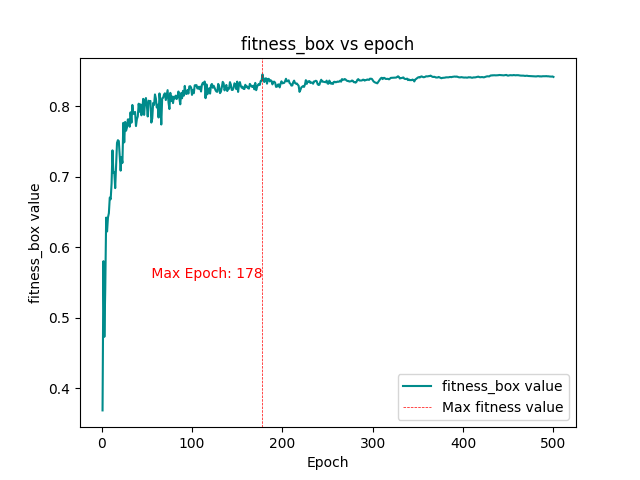 fitness_box vs epoch
fitness_box value
0.8
0.7
0.6
0.5
0.4
Max Epoch: 178
fitness_box value
Max fitness value
0
100
200
300
400
500
Epoch